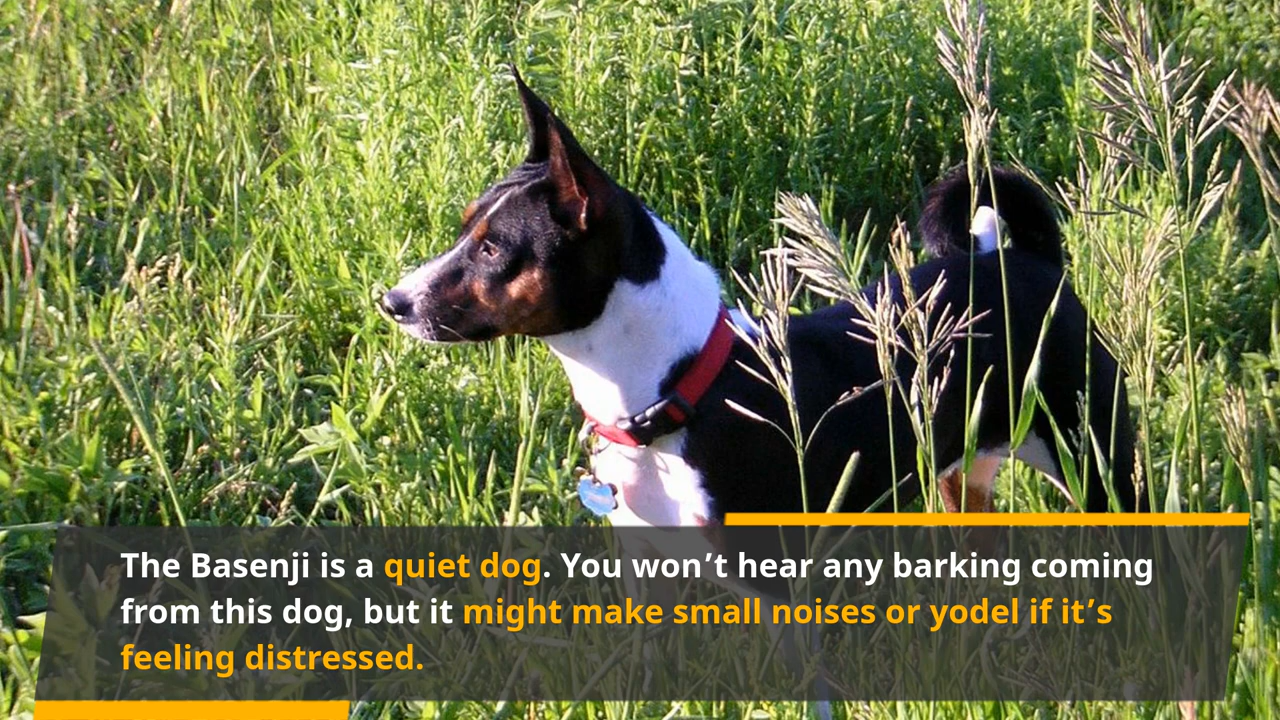 The Basenji is a quiet dog. You won’t hear any barking coming
from this dog, but it might make small noises or yodel if it’s
feeling distressed.